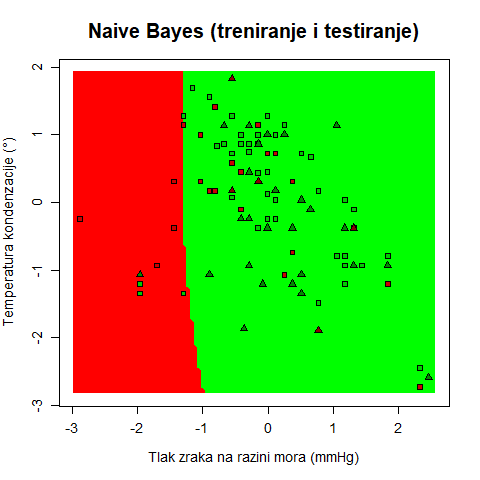 Naive Bayes (treniranje i testiranje)
Temperatura kondenzacije (°)
2
1
0
-1
-2
-3
-3 -2 -1 0 1 2
Tlak zraka na razini mora (mmHg)